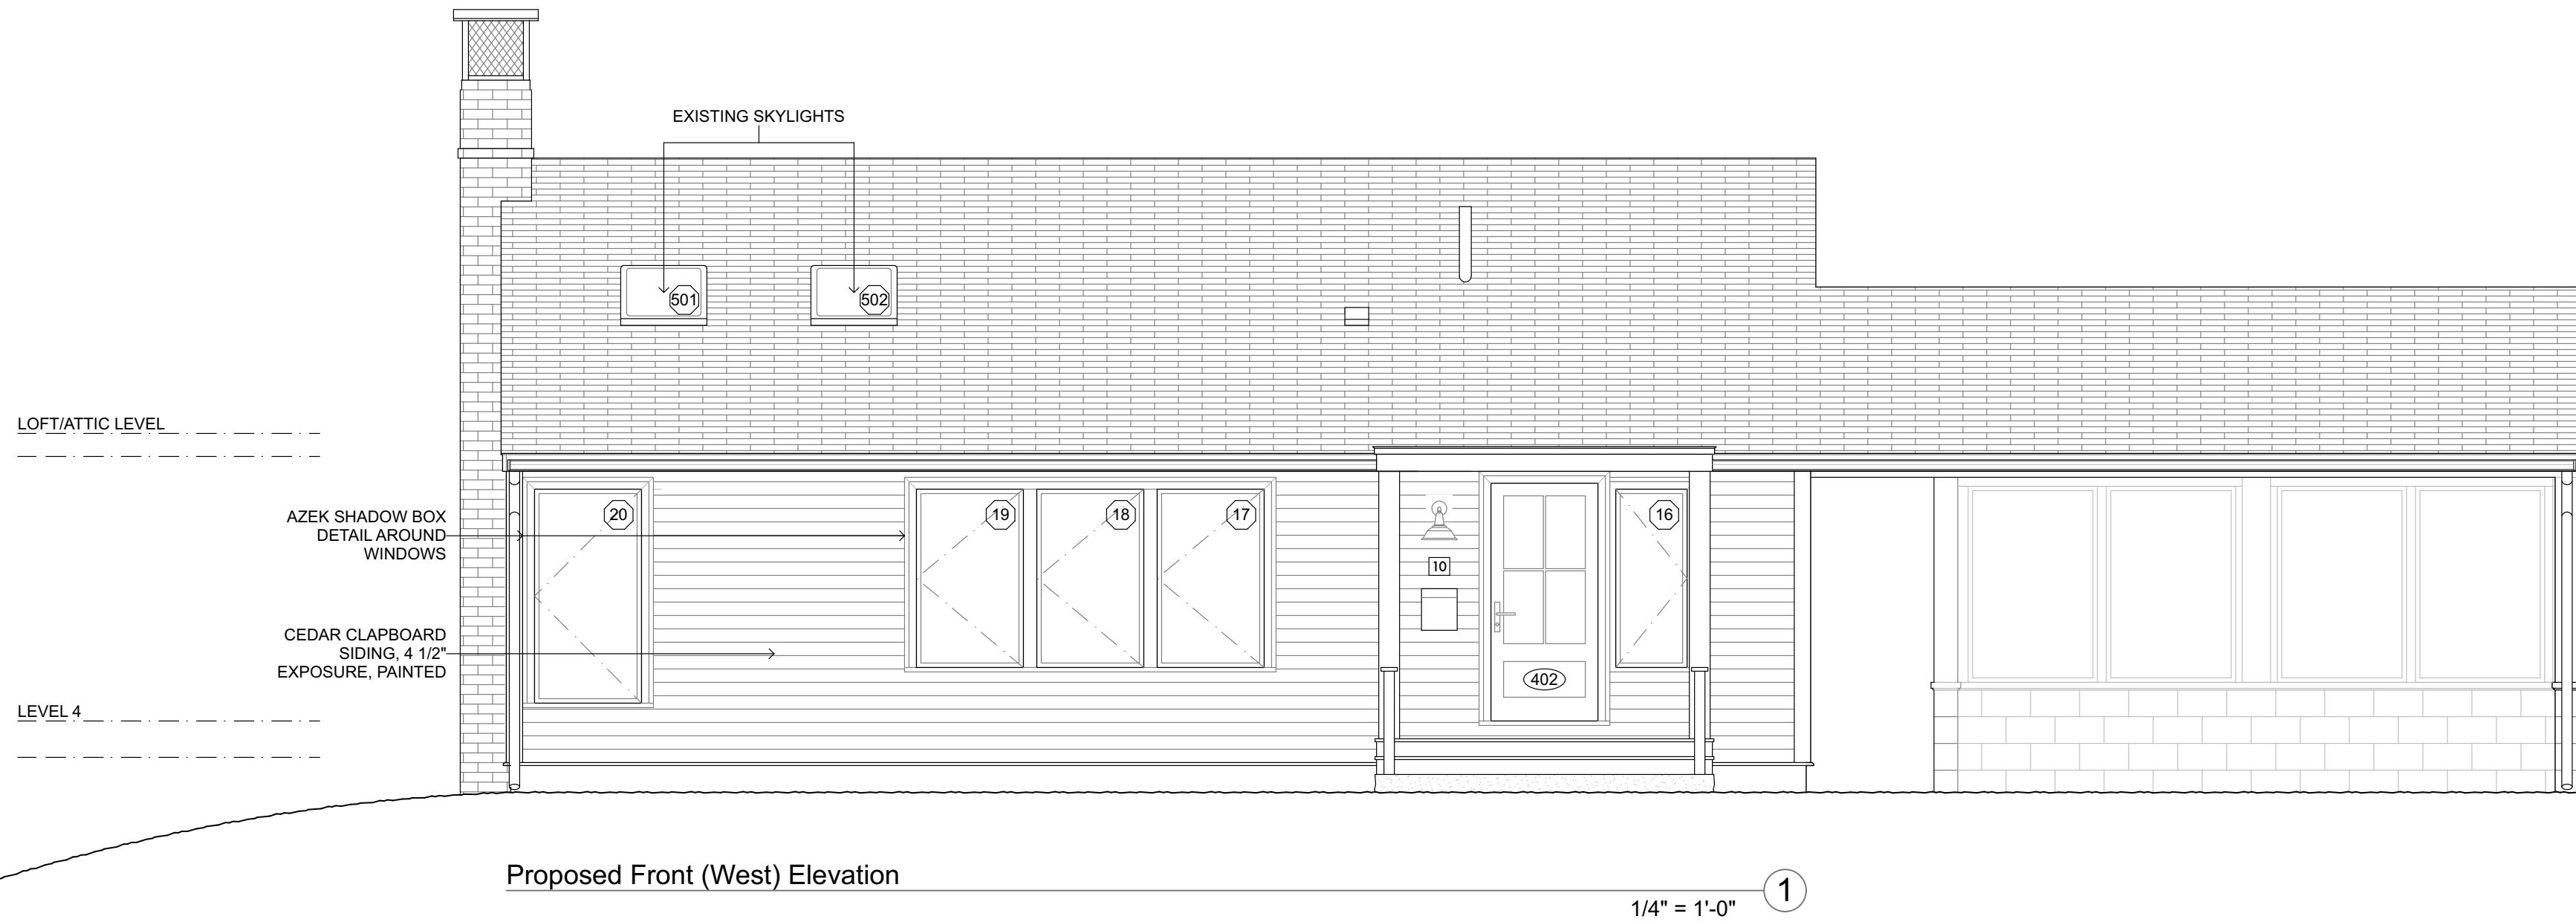 EXISTING SKYLIGHTS
501
502
LOFT/ATTIC LEVEL
AZEK SHADOW BOX
DETAIL AROUND
WINDOWS
20
19
18
17
16
10
CEDAR CLAPBOARD
SIDING, 4 1/2"
EXPOSURE, PAINTED
402
LEVEL 4
Proposed Front (West) Elevation
1
1/4" = 1'-0"